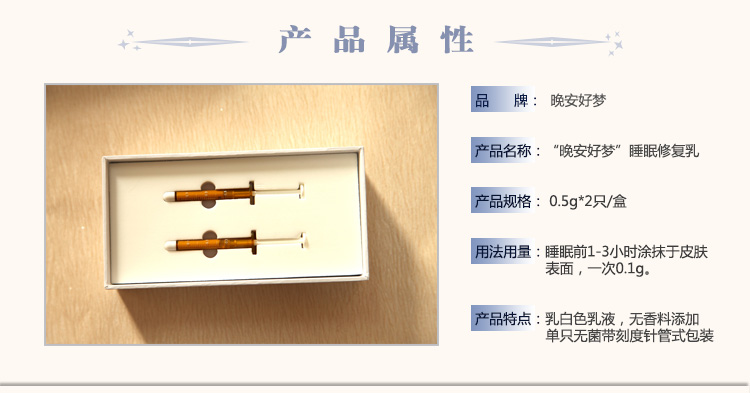 产品属性
品 牌： 晚安好梦
产品名称：“晚安好梦”睡眠修复乳
产品规格： 0.5g*2只/盒
用法用量：睡眠前1-3小时涂抹于皮肤
表面，一次0.1g。
产品特点：乳白色乳液，无香料添加
单只无菌带刻度针管式包装